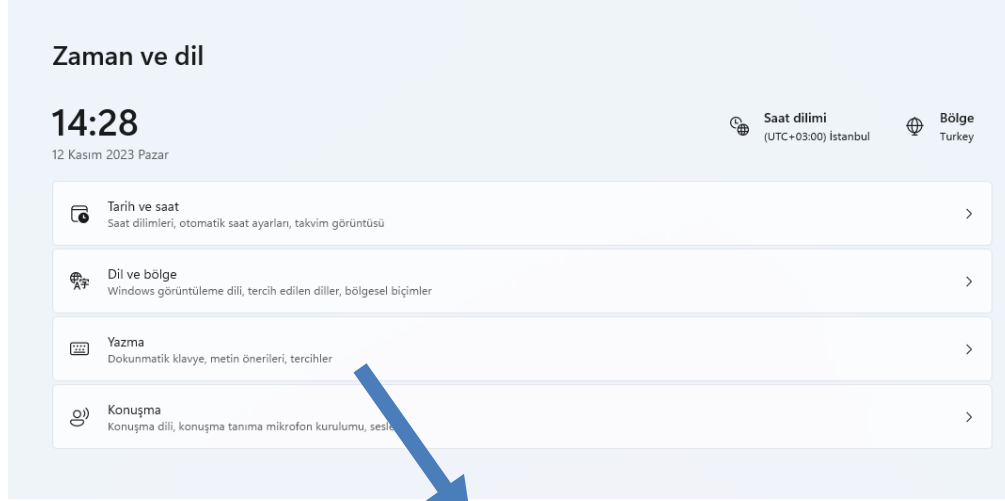 Zaman ve dil
14:28
12 Kasım 2023 Pazar
Saat dilimi
(UTC+03:00) İstanbul
Bölge
Turkey
Tarih ve saat
Saat dilimleri, otomatik saat ayarları, takvim görüntüsü
Dil ve bölge
Windows görüntüleme dili, tercih edilen diller, bölgesel biçimler
Yazma
Dokunmatik klavye, metin önerileri, tercihler
Konuşma
Konuşma dili, konuşma tanıma mikrofon kurulumu,